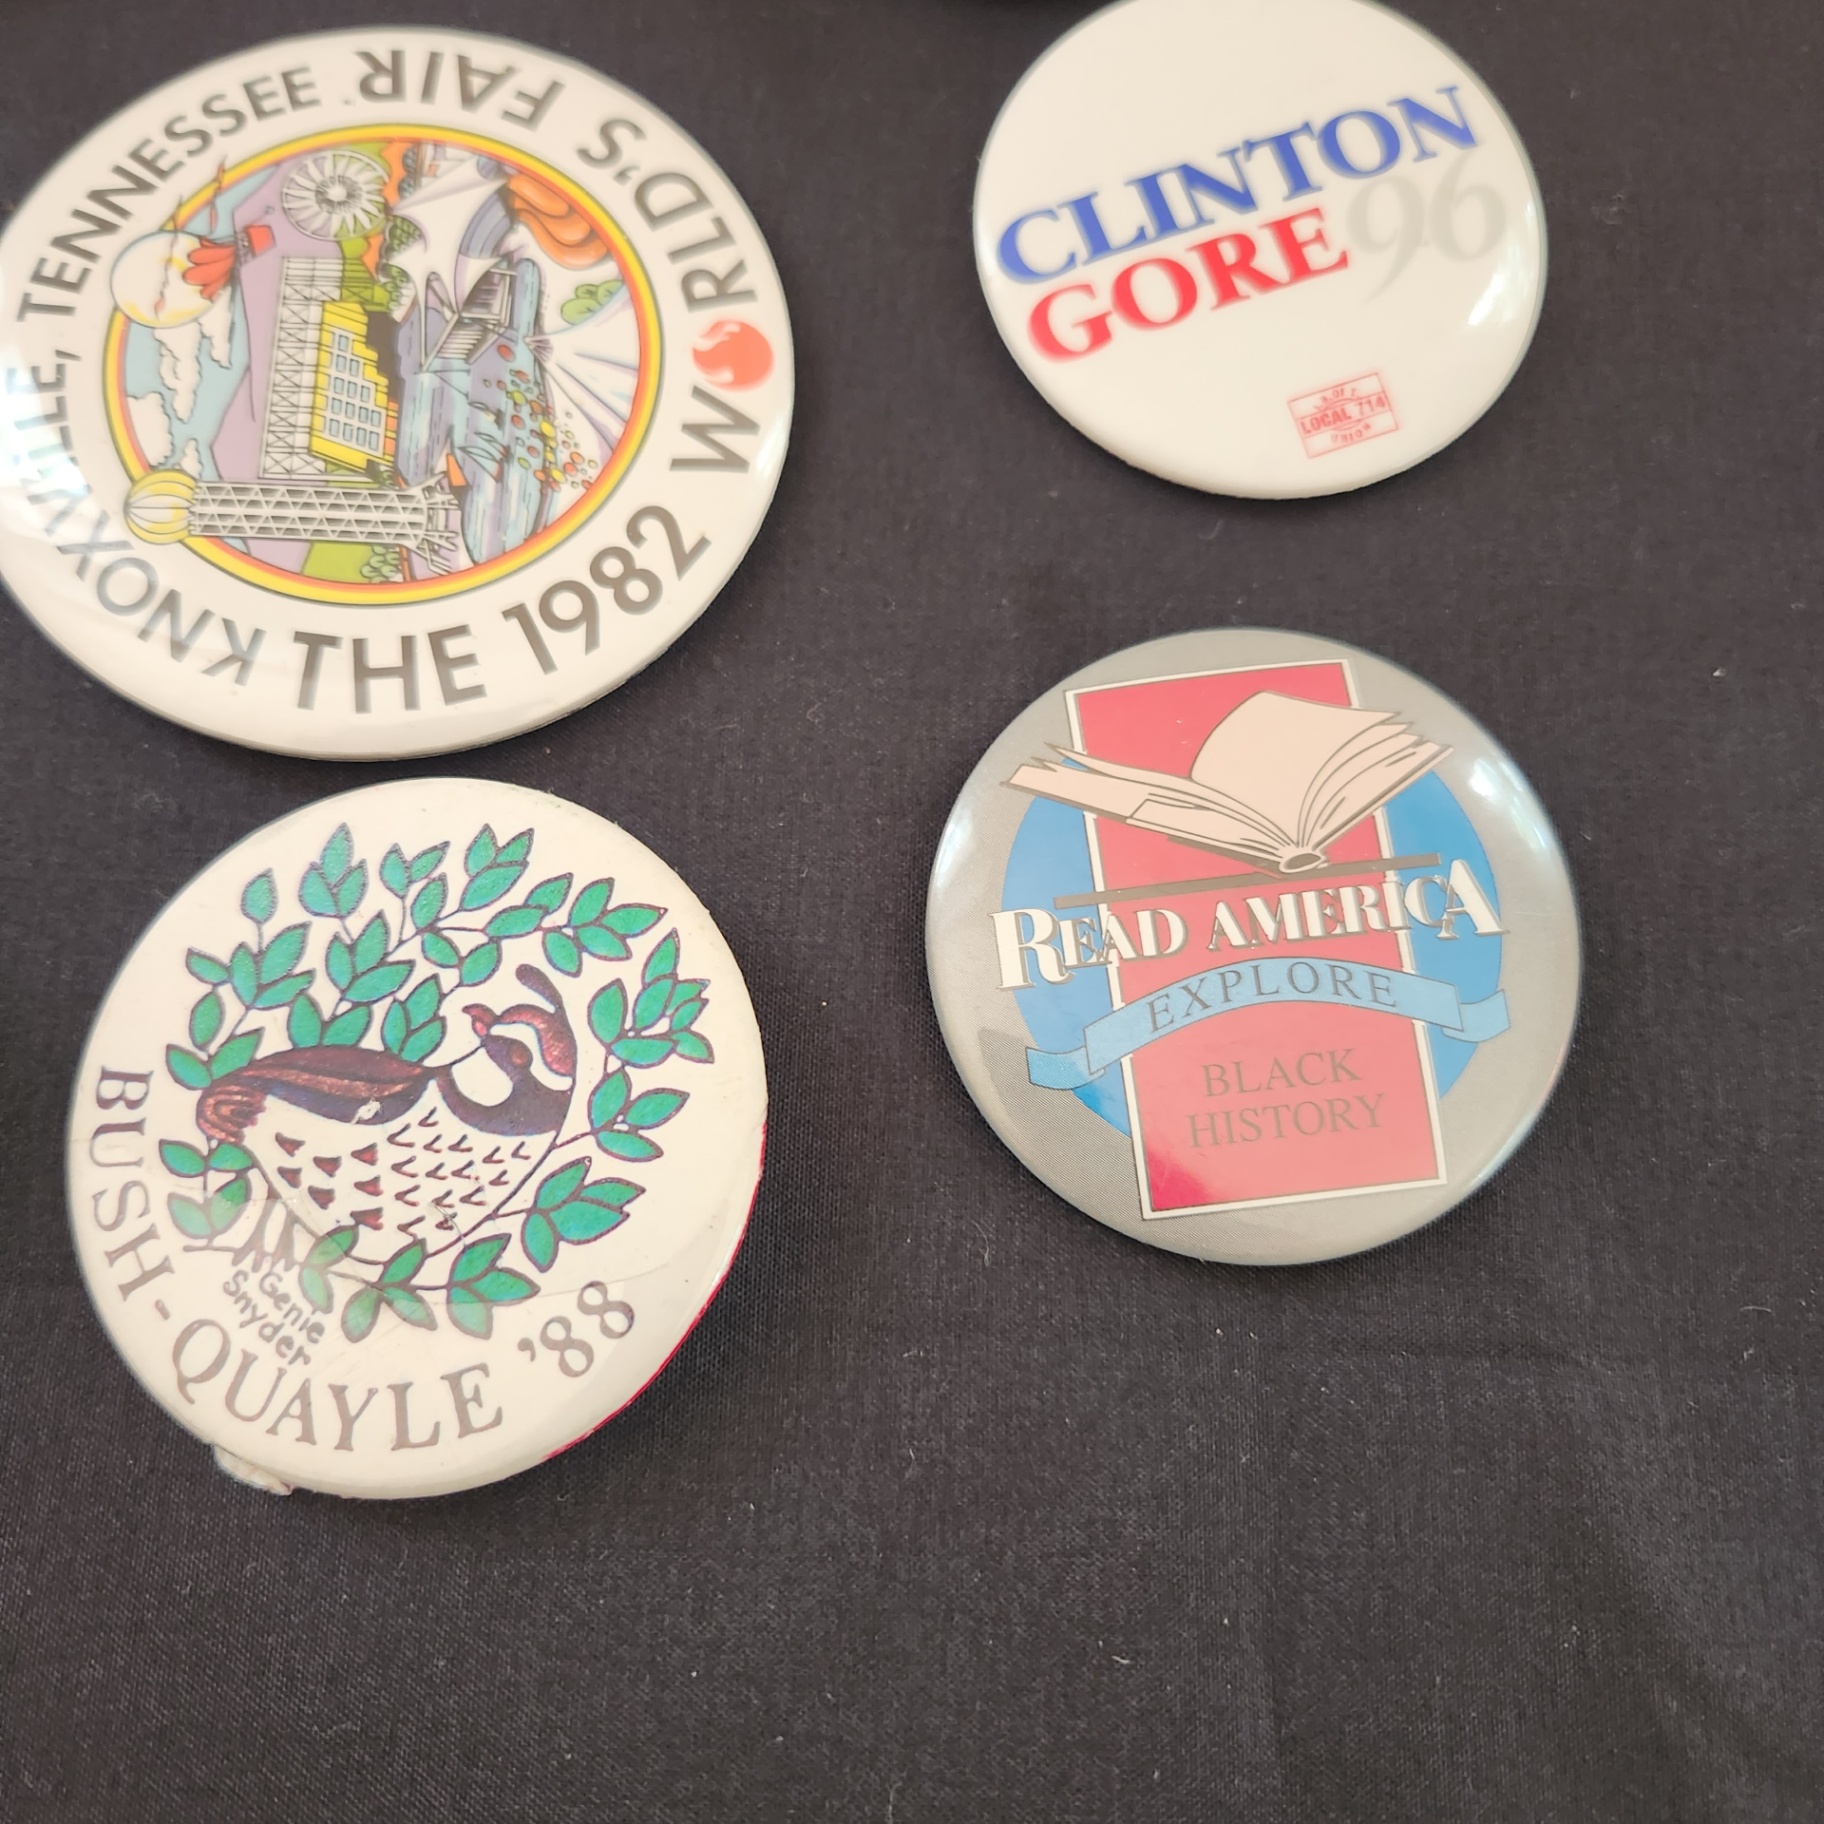 THE 1982 WORLD'S FAIR
KNOXVILLE, TENNESSEE
CLINTON
GORE 96
LOCAL 714
UNION
BUSH-QUAYLE '88
Genie
Snyder
READ AMERICA
EXPLORE
BLACK
HISTORY